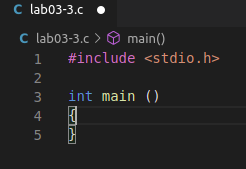 C lab03-3.c
C lab03-3.c > main()
1 #include <stdio.h>
2
3 int main ()
4 {
5 }